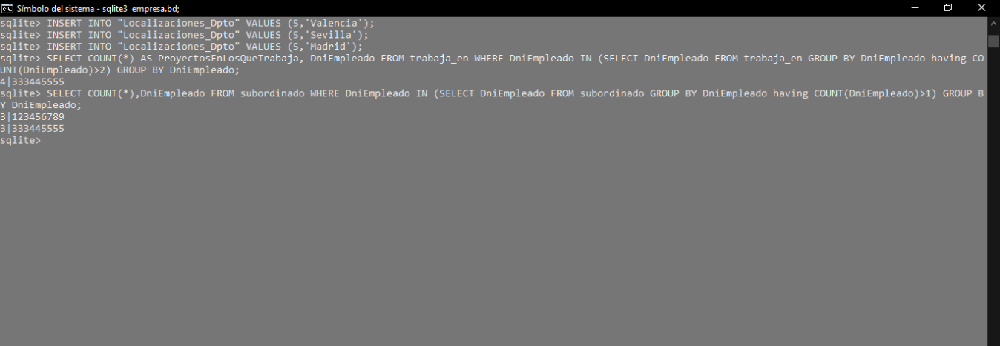 Símbolo del sistema - sqlite3  empresa.bd;
sqlite> INSERT INTO "Localizaciones_Dpto" VALUES (5,'Valencia');
sqlite> INSERT INTO "Localizaciones_Dpto" VALUES (5,'Sevilla');
sqlite> INSERT INTO "Localizaciones_Dpto" VALUES (5,'Madrid');
sqlite> SELECT COUNT(*) AS ProyectosEnLosQueTrabaja, DniEmpleado FROM trabaja_en WHERE DniEmpleado IN (SELECT DniEmpleado FROM trabaja_en GROUP BY DniEmpleado having CO
UNT(DniEmpleado)>2) GROUP BY DniEmpleado;
4|333445555
sqlite> SELECT COUNT(*),DniEmpleado FROM subordinado WHERE DniEmpleado IN (SELECT DniEmpleado FROM subordinado GROUP BY DniEmpleado having COUNT(DniEmpleado)>1) GROUP B
Y DniEmpleado;
3|123456789
3|333445555
sqlite>